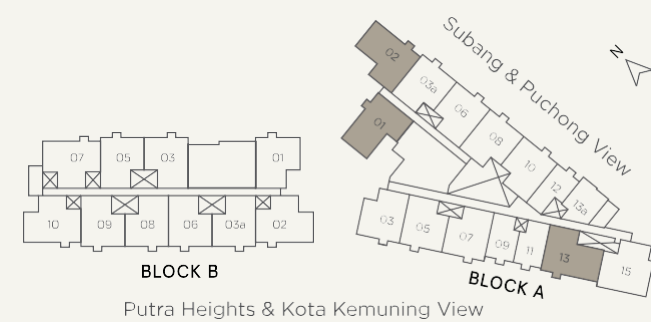 N
Subang & Puchong View
02
03a
06
08
10
12
13a
01
03
05
07
09
11
13
15
BLOCK A
07
05
03
01
10
09
08
06
03a
02
BLOCK B
Putra Heights & Kota Kemuning View